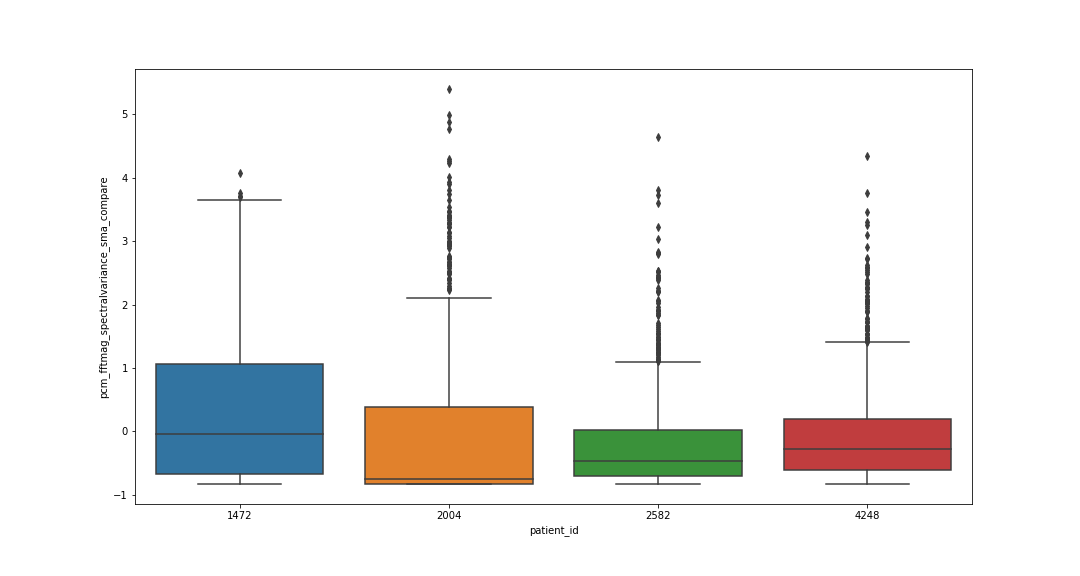 pcm_fftmag_spectralvariance_sma_compare
5
4
3
2
1
0
−1
1472 2004 2582 4248
patient_id